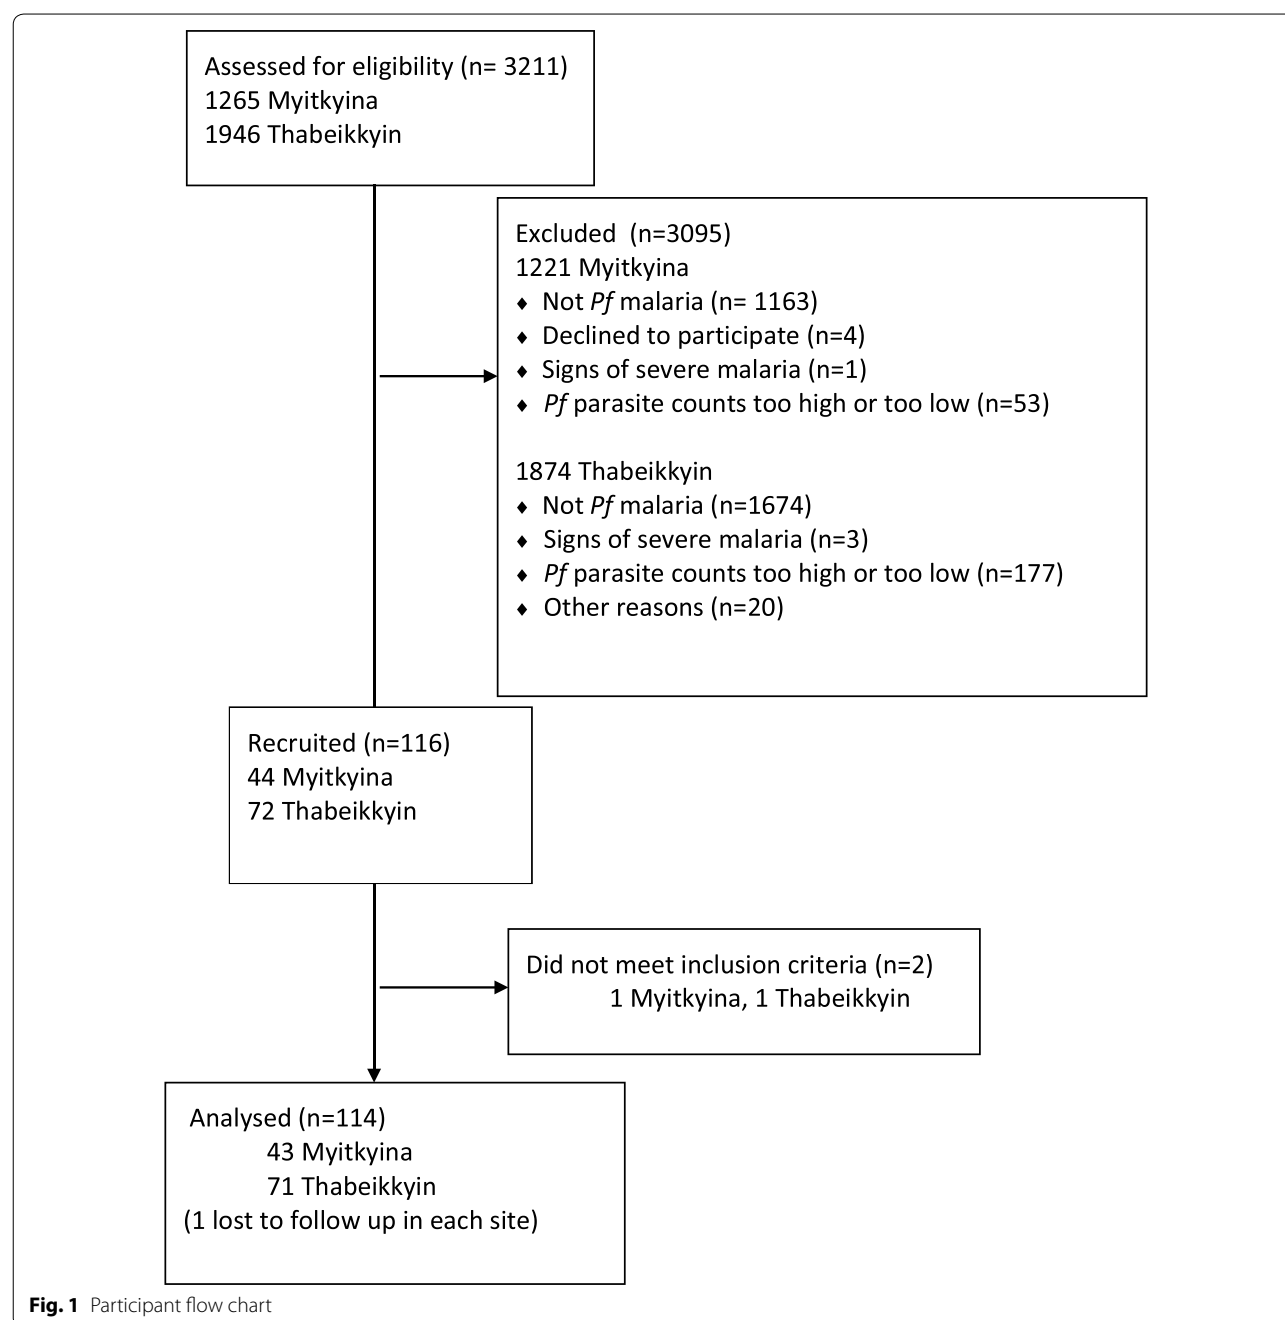 Assessed for eligibility (n= 3211)
1265 Myitkyina
1946 Thabeikkyin
Excluded  (n=3095)
1221 Myitkyina
♦ Not Pf malaria (n= 1163)
♦ Declined to participate (n=4)
♦ Signs of severe malaria (n=1)
♦ Pf parasite counts too high or too low (n=53)
1874 Thabeikkyin
♦ Not Pf malaria (n=1674)
♦ Signs of severe malaria (n=3)
♦ Pf parasite counts too high or too low (n=177)
♦ Other reasons (n=20)
Recruited (n=116)
44 Myitkyina
72 Thabeikkyin
Did not meet inclusion criteria (n=2)
1 Myitkyina, 1 Thabeikkyin
Analysed (n=114)
43 Myitkyina
71 Thabeikkyin
(1 lost to follow up in each site)
Fig. 1 Participant flow chart